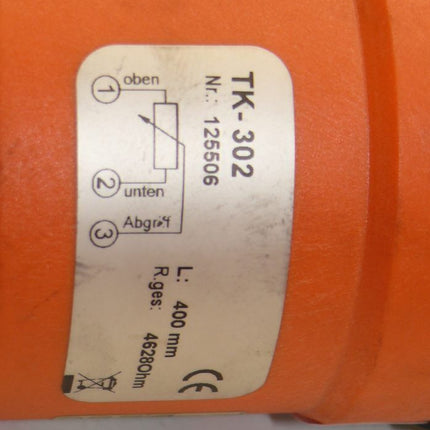 TK-302
Nr.: 125506
oben
1
2
unten
Abgriff
3
L: 400 mm
R.ges: 4628Ohm
CE